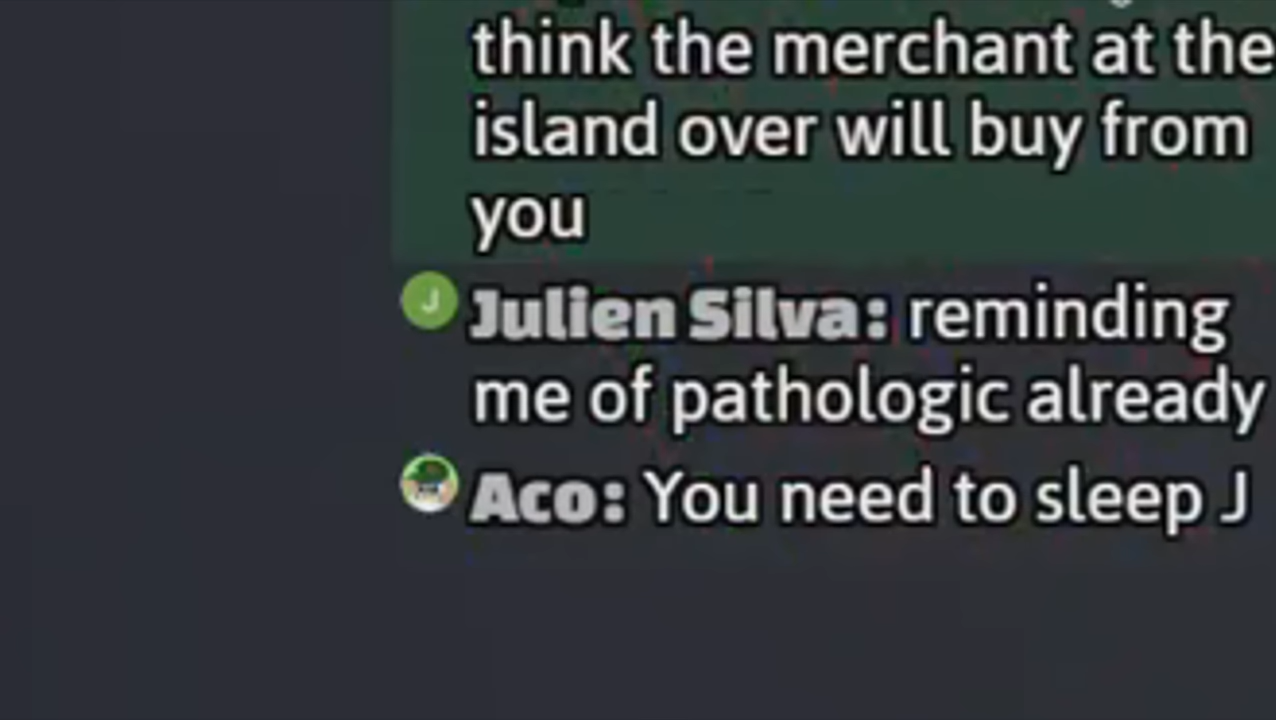 think the merchant at the
island over will buy from
you
J
Julien Silva: reminding
me of pathologic already
Aco: You need to sleep J